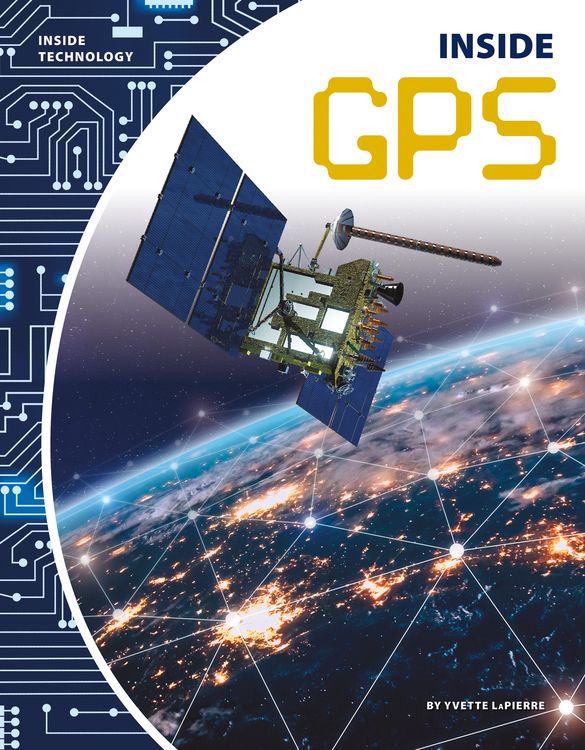 INSIDE
TECHNOLOGY
INSIDE
GPS
BY YVETTE LAPIERRE